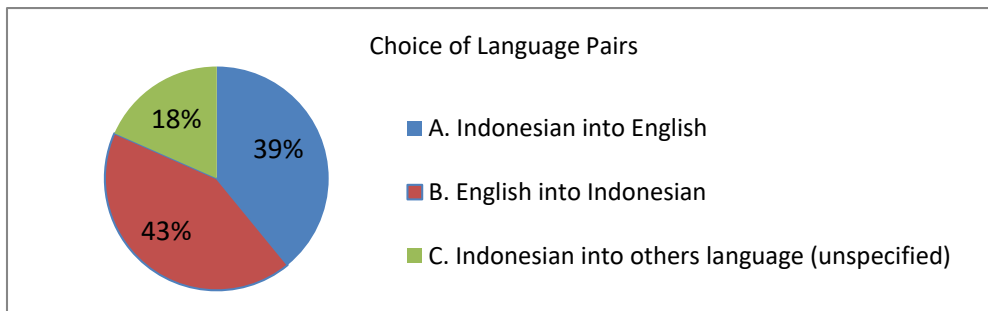 Choice of Language Pairs
18%
39%
43%
A. Indonesian into English
B. English into Indonesian
C. Indonesian into others language (unspecified)